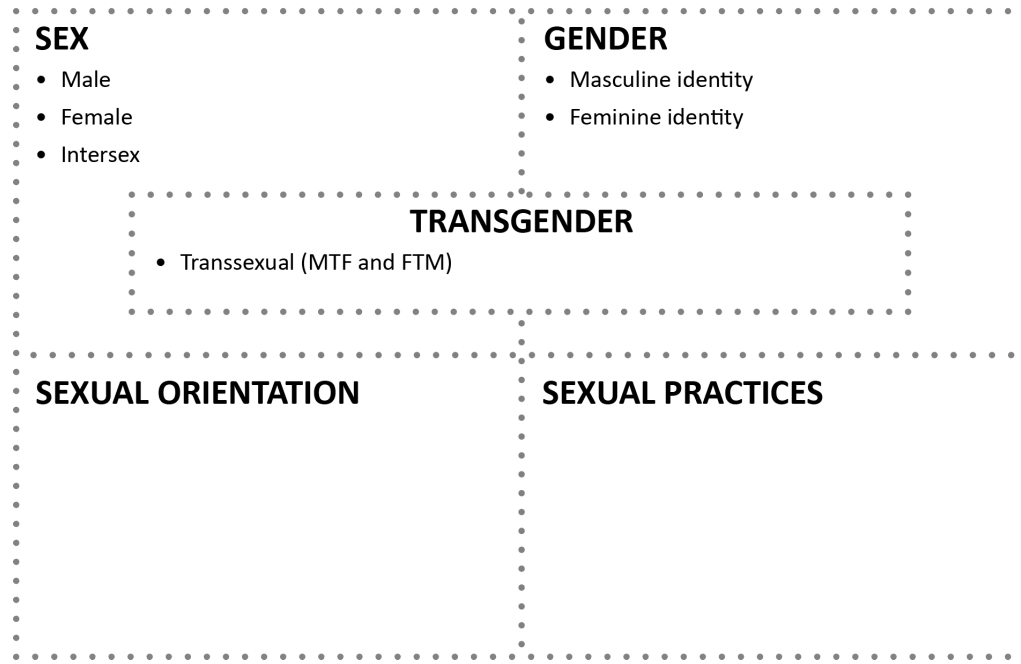 SEX
• Male
• Female
• Intersex
GENDER
• Masculine identity
• Feminine identity
TRANSGENDER
• Transsexual (MTF and FTM)
SEXUAL ORIENTATION
SEXUAL PRACTICES